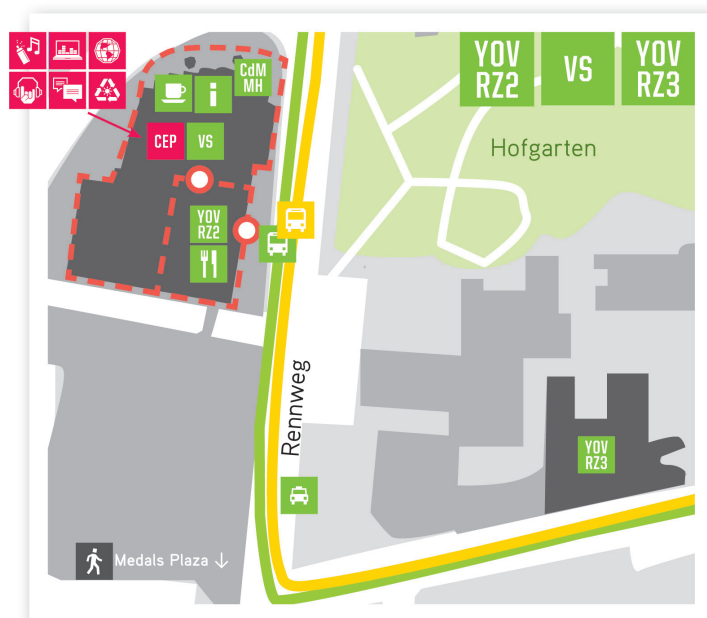 CdM
MH
CEP
VS
YOV
RZ2
YOV
RZ2
VS
YOV
RZ3
Hofgarten
Rennweg
YOV
RZ3
Medals Plaza ↓